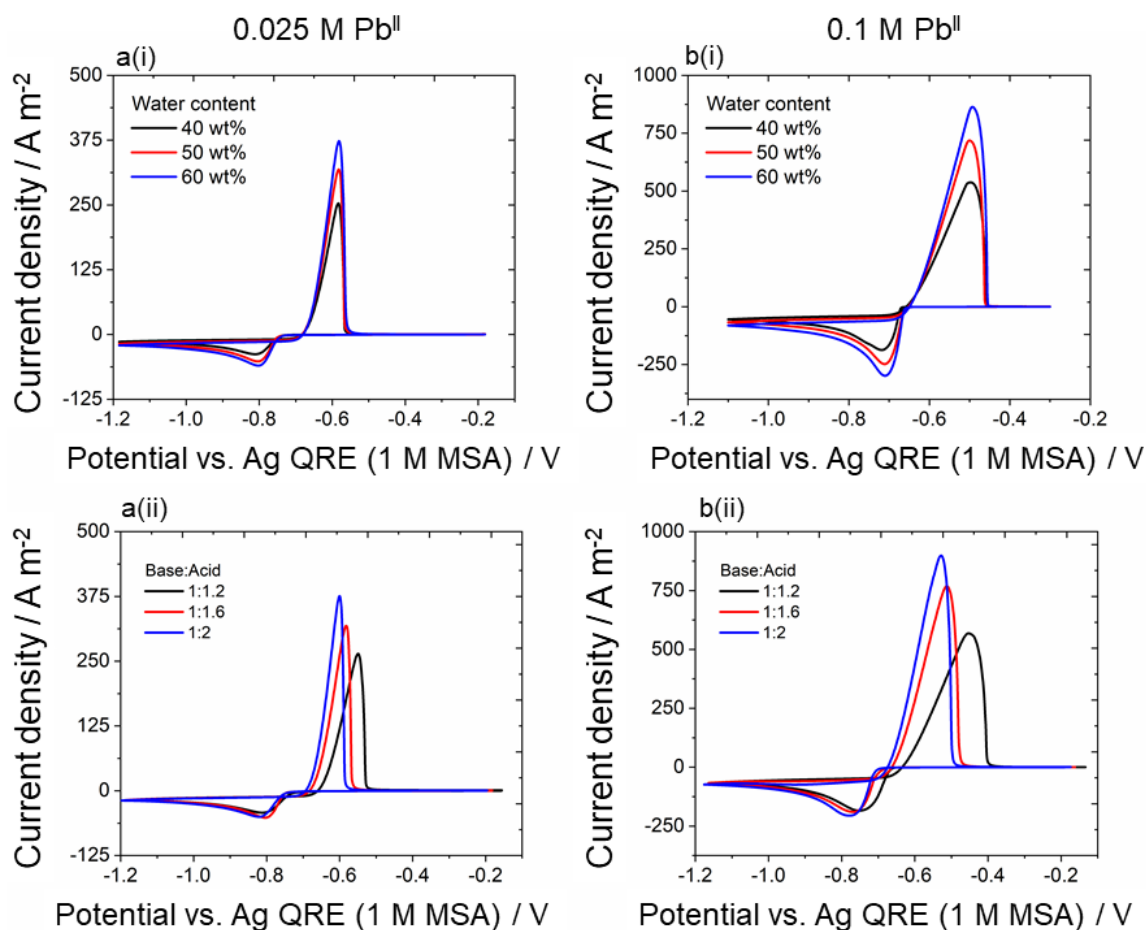 0.025 M Pbᴵᴵ
0.1 M Pbᴵᴵ
a(i)
500
375
250
125
0
-125
Current density / A m⁻²
Water content
40 wt%
50 wt%
60 wt%
-1.2 -1.0 -0.8 -0.6 -0.4 -0.2
Potential vs. Ag QRE (1 M MSA) / V
b(i)
1000
750
500
250
0
-250
Current density / A m⁻²
Water content
40 wt%
50 wt%
60 wt%
-1.2 -1.0 -0.8 -0.6 -0.4 -0.2
Potential vs. Ag QRE (1 M MSA) / V
a(ii)
500
375
250
125
0
-125
Current density / A m⁻²
Base:Acid
1:1.2
1:1.6
1:2
-1.2 -1.0 -0.8 -0.6 -0.4 -0.2
Potential vs. Ag QRE (1 M MSA) / V
b(ii)
1000
750
500
250
0
-250
Current density / A m⁻²
Base:Acid
1:1.2
1:1.6
1:2
-1.2 -1.0 -0.8 -0.6 -0.4 -0.2
Potential vs. Ag QRE (1 M MSA) / V